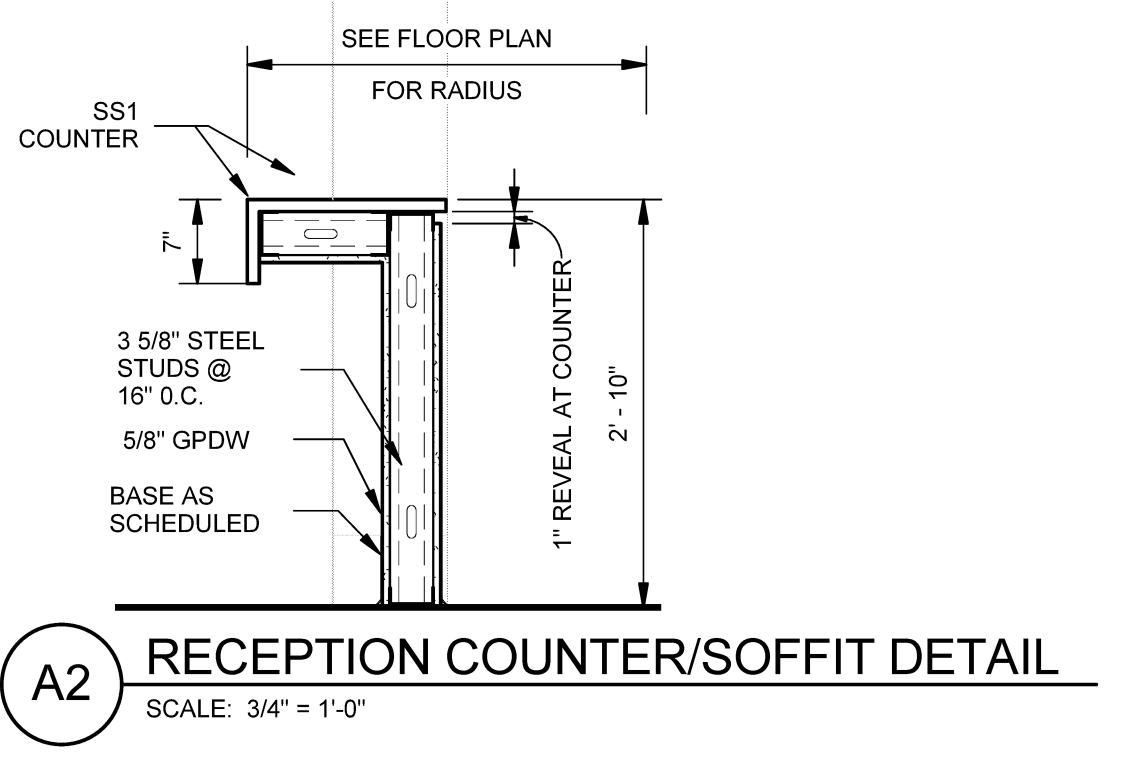 SEE FLOOR PLAN
FOR RADIUS
SS1
COUNTER
7"
1" REVEAL AT COUNTER
2' - 10"
3 5/8" STEEL
STUDS @
16" 0.C.
5/8" GPDW
BASE AS
SCHEDULED
A2
RECEPTION COUNTER/SOFFIT DETAIL
SCALE: 3/4" = 1'-0"